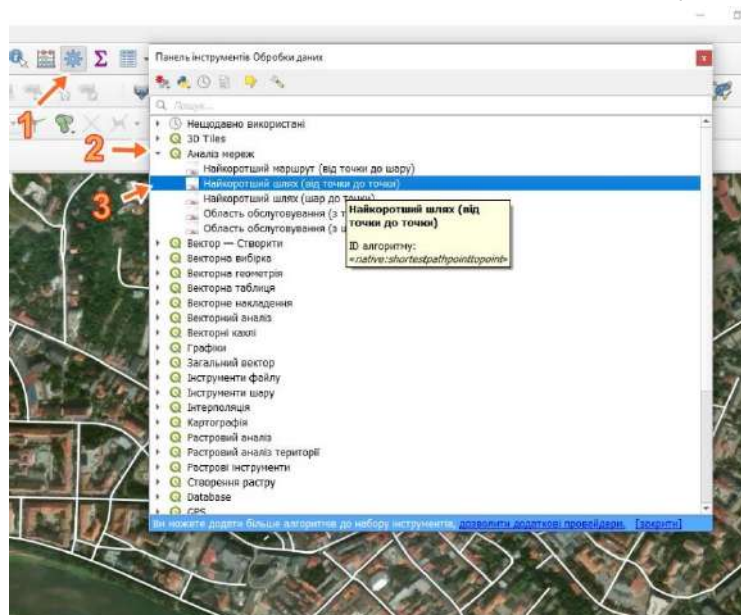 Панель інструментів Обробки даних
Пошук...
Нещодавно використані
3D Tiles
Аналіз мереж
Найкоротший маршрут (від точки до шару)
Найкоротший шлях (від точки до точки)
Найкоротший шлях (шар до точки)
Область обслуговування (з т
Область обслуговування (з ш
Найкоротший шлях (від
точки до точки)
ID алгоритму:
«native:shortestpathpointtopoint»
Вектор — Створити
Векторна вибірка
Векторна геометрія
Векторна таблиця
Векторне накладення
Векторний аналіз
Векторні кахлі
Графіки
Загальний вектор
Інструменти файлу
Інструменти шару
Інтерполяція
Картографія
Растровий аналіз
Растровий аналіз території
Растрові інструменти
Створення растру
Database
GPS
Ви можете додати більше алгоритмів до набору інструментів, дозволити додаткові провайдери. [закрити]
1
2
3